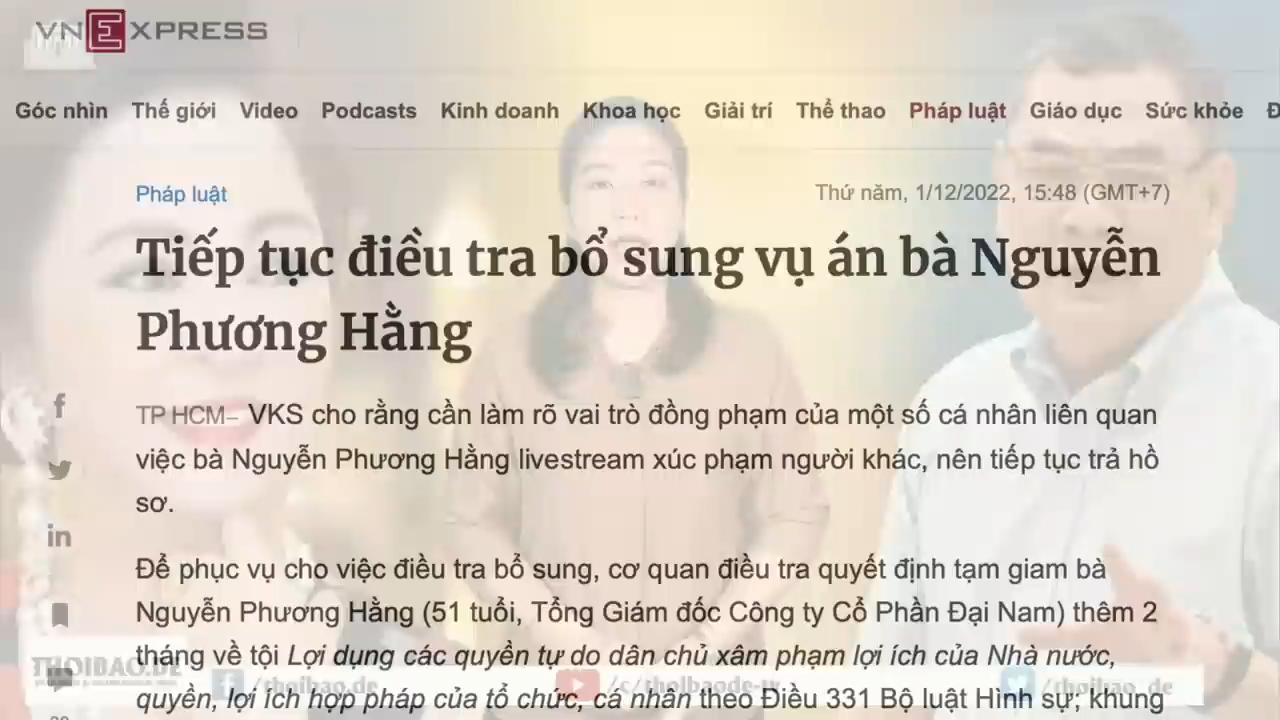 VNEXPRESS
Góc nhìn Thế giới Video Podcasts Kinh doanh Khoa học Giải trí Thể thao Pháp luật Giáo dục Sức khỏe Đ
Pháp luật
Thứ năm, 1/12/2022, 15:48 (GMT+7)
Tiếp tục điều tra bổ sung vụ án bà Nguyễn
Phương Hằng
TP HCM– VKS cho rằng cần làm rõ vai trò đồng phạm của một số cá nhân liên quan
việc bà Nguyễn Phương Hằng livestream xúc phạm người khác, nên tiếp tục trả hồ
sơ.
Để phục vụ cho việc điều tra bổ sung, cơ quan điều tra quyết định tạm giam bà
Nguyễn Phương Hằng (51 tuổi, Tổng Giám đốc Công ty Cổ Phần Đại Nam) thêm 2
tháng về tội Lợi dụng các quyền tự do dân chủ xâm phạm lợi ích của Nhà nước,
THOIBAO.DE
/thoibao.de
/thoibao_de
quyền, lợi ích hợp pháp của tổ chức, cá nhân theo Điều 331 Bộ luật Hình sự; khung